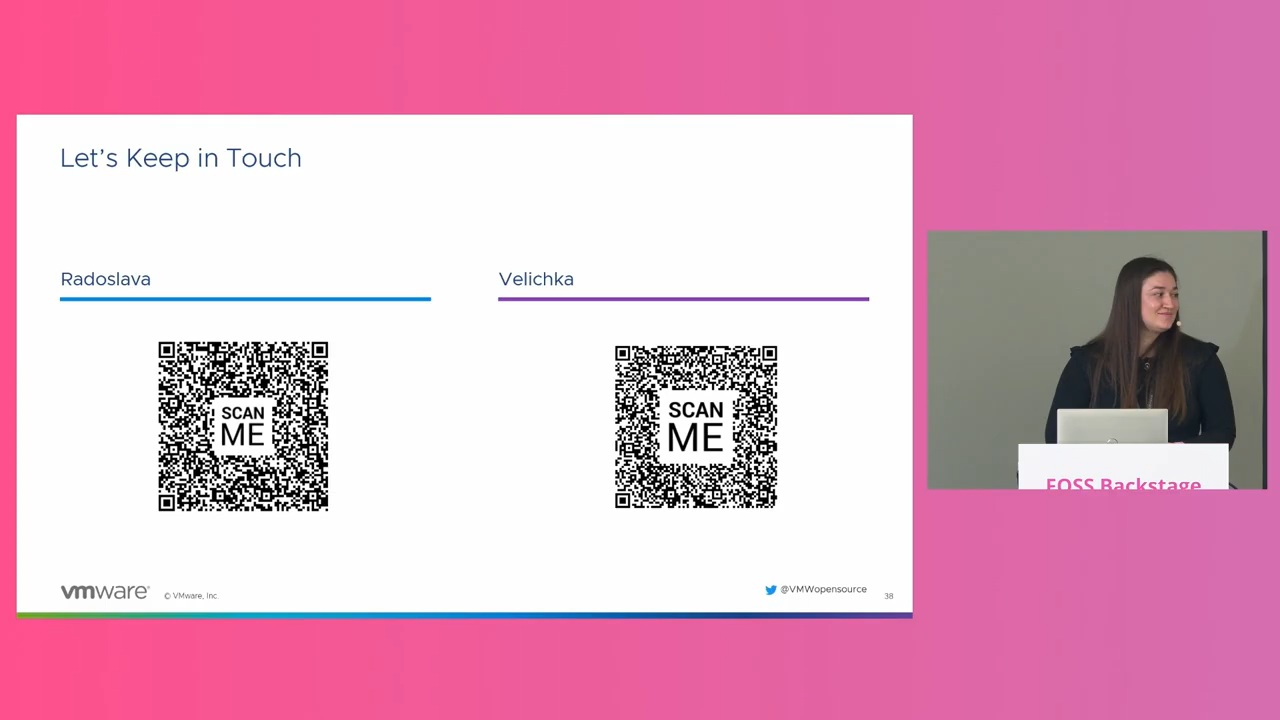 Let's Keep in Touch
Radoslava
Velichka
SCAN
ME
SCAN
ME
vmware®
© VMware, Inc.
@VMWopensource
38
FOSS Backstage